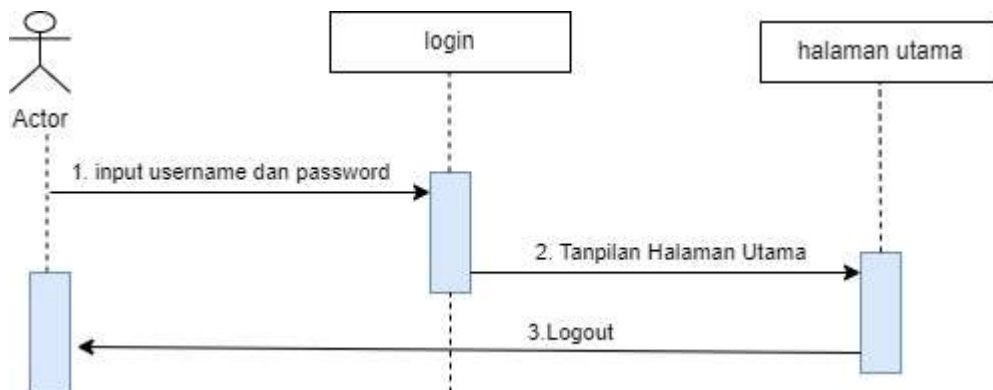 login
halaman utama
Actor
1. input username dan password
2. Tanpilan Halaman Utama
3.Logout